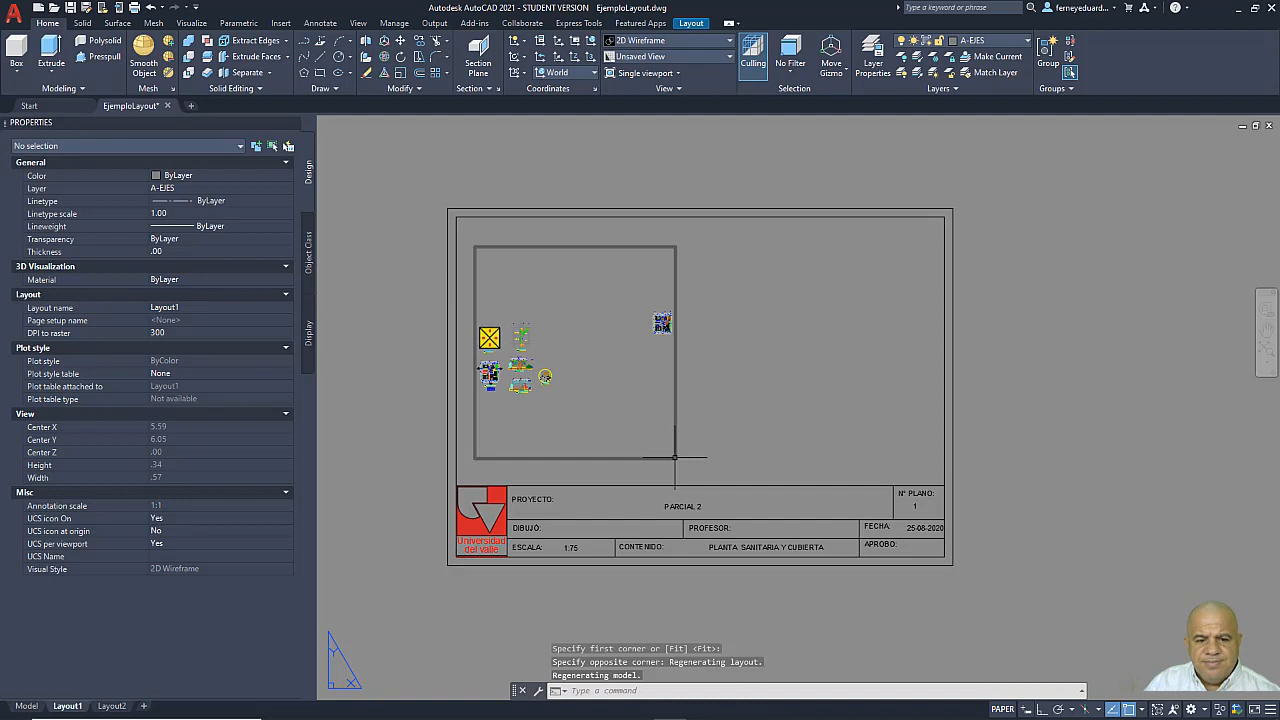 Autodesk AutoCAD 2021 - STUDENT VERSION EjemploLayout.dwg
Type a keyword or phrase
ferneyeduard...
Home Solid Surface Mesh Visualize Parametric Insert Annotate View Manage Output Add-ins Collaborate Express Tools Featured Apps Layout
Box
Extrude
Polysolid
Presspull
Modeling
Smooth
Object
Mesh
Extract Edges
Extrude Faces
Separate
Solid Editing
Draw
Modify
Section
Plane
Section
World
Coordinates
2D Wireframe
Unsaved View
Single viewport
View
Culling
No Filter
Move
Gizmo
Selection
Layer
Properties
A-EJES
Make Current
Match Layer
Layers
Group
Groups
Start
EjemploLayout*
PROPERTIES
No selection
General
Color ByLayer
Layer A-EJES
Linetype ByLayer
Linetype scale 1.00
Lineweight ByLayer
Transparency ByLayer
Thickness .00
3D Visualization
Material ByLayer
Layout
Layout name Layout1
Page setup name <None>
DPI to raster 300
Plot style
Plot style ByColor
Plot style table None
Plot table attached to Layout1
Plot table type Not available
View
Center X 5.59
Center Y 6.05
Center Z .00
Height .34
Width .57
Misc
Annotation scale 1:1
UCS icon On Yes
UCS icon at origin No
UCS per viewport Yes
UCS Name
Visual Style 2D Wireframe
Design
Object Class
Display
PROYECTO:
PARCIAL 2
N° PLANO:
1
DIBUJÓ:
PROFESOR:
FECHA: 25-08-2020
Universidad
del valle
ESCALA: 1:75
CONTENIDO: PLANTA SANITARIA Y CUBIERTA
APROBO:
Y
X
Specify first corner or [Fit] <Fit>:
Specify opposite corner: Regenerating layout.
Regenerating model.
Type a command
Model Layout1 Layout2
PAPER